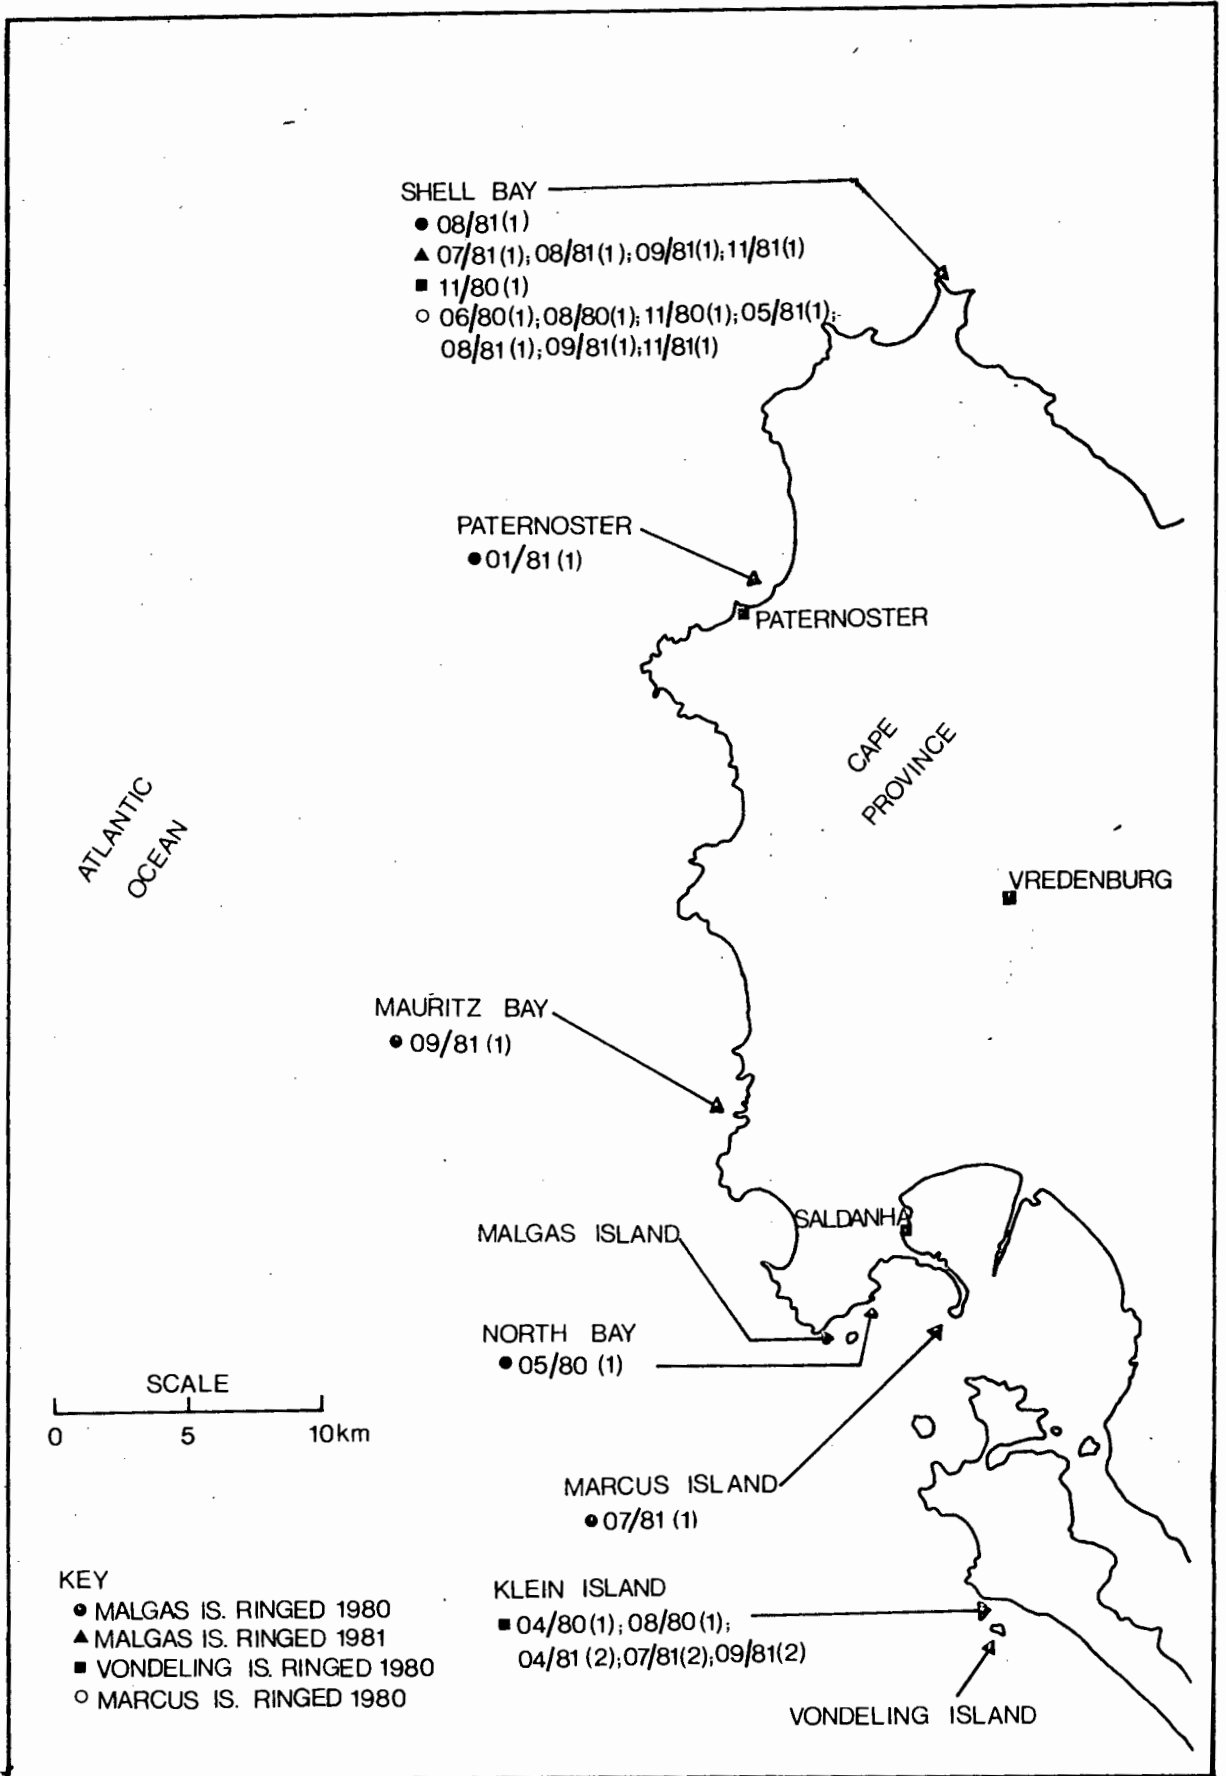 SHELL BAY
● 08/81(1)
▲ 07/81(1); 08/81(1); 09/81(1); 11/81(1)
■ 11/80(1)
○ 06/80(1); 08/80(1); 11/80(1); 05/81(1);
08/81(1); 09/81(1); 11/81(1)
PATERNOSTER
● 01/81(1)
PATERNOSTER
CAPE
PROVINCE
ATLANTIC
OCEAN
VREDENBURG
MAURITZ BAY
● 09/81(1)
SALDANHA
MALGAS ISLAND
NORTH BAY
● 05/80 (1)
SCALE
0 5 10km
MARCUS ISLAND
● 07/81 (1)
KEY
● MALGAS IS. RINGED 1980
▲ MALGAS IS. RINGED 1981
■ VONDELING IS. RINGED 1980
○ MARCUS IS. RINGED 1980
KLEIN ISLAND
■ 04/80(1); 08/80(1);
04/81 (2); 07/81(2); 09/81(2)
VONDELING ISLAND